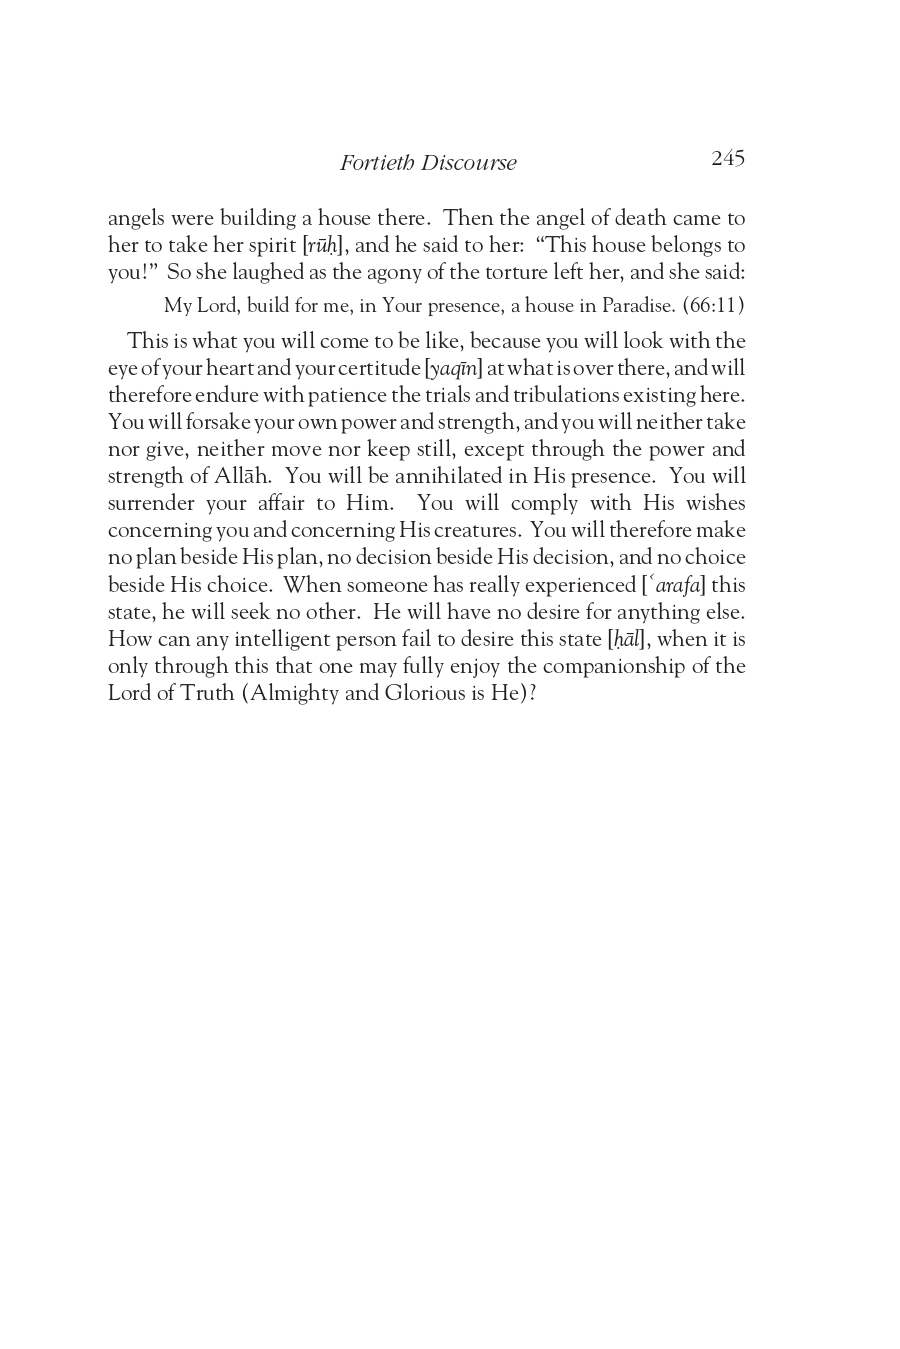 Fortieth Discourse 245
angels were building a house there. Then the angel of death came to
her to take her spirit [rūḥ], and he said to her: “This house belongs to
you!” So she laughed as the agony of the torture left her, and she said:
My Lord, build for me, in Your presence, a house in Paradise. (66:11)
This is what you will come to be like, because you will look with the
eye of your heart and your certitude [yaqīn] at what is over there, and will
therefore endure with patience the trials and tribulations existing here.
You will forsake your own power and strength, and you will neither take
nor give, neither move nor keep still, except through the power and
strength of Allāh. You will be annihilated in His presence. You will
surrender your affair to Him. You will comply with His wishes
concerning you and concerning His creatures. You will therefore make
no plan beside His plan, no decision beside His decision, and no choice
beside His choice. When someone has really experienced [ʿarafa] this
state, he will seek no other. He will have no desire for anything else.
How can any intelligent person fail to desire this state [ḥāl], when it is
only through this that one may fully enjoy the companionship of the
Lord of Truth (Almighty and Glorious is He)?